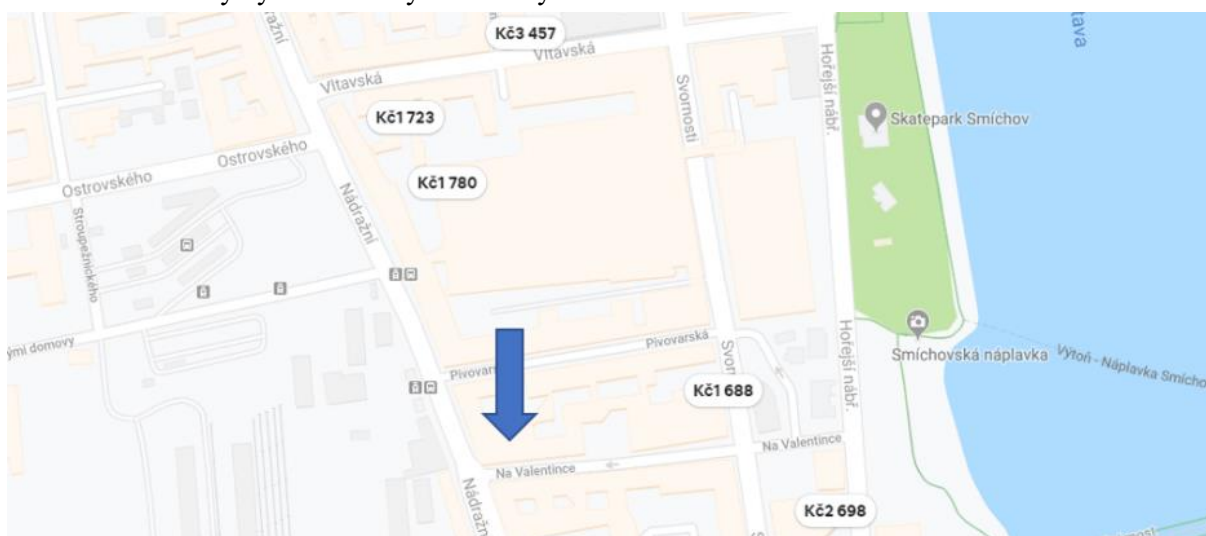 Kč3 457
Vltavská
Vltavská
Kč1 723
Ostrovského
Ostrovského
Kč1 780
Nádražní
Svornosti
Hořejší nábř.
Skatepark Smíchov
Stroupežnického
Pivovarská
Hořejší nábř.
Smíchovská náplavka
Výtoň - Náplavka Smícho
Kč1 688
Na Valentince
Na Valentince
Nádražní
Kč2 698